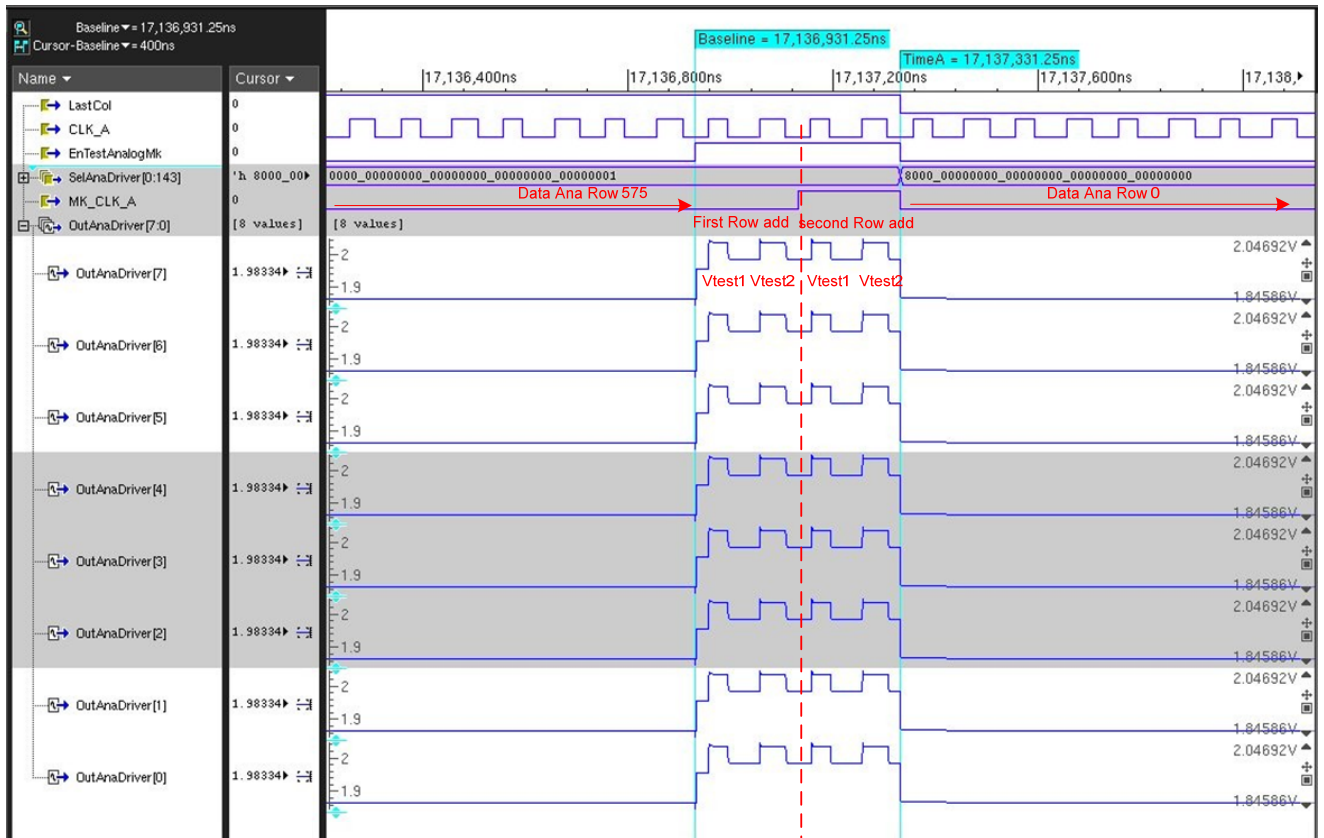 Baseline = 17,136,931.25ns
Cursor-Baseline = 400ns
Baseline = 17,136,931.25ns
TimeA = 17,137,331.25ns
Name Cursor
17,136,400ns 17,136,800ns 17,137,200ns 17,137,600ns 17,138,
LastCol 0
CLK_A 0
EnTestAnalogMk 0
SelAnaDriver[0:143] 'h 8000_00 0000_00000000_00000000_00000000_00000001 8000_00000000_00000000_00000000_00000000
Data Ana Row 575 Data Ana Row 0
MK_CLK_A 0
First Row add second Row add
OutAnaDriver[7:0] [8 values] [8 values]
2 2.04692V
OutAnaDriver[7] 1.98334
Vtest1 Vtest2 Vtest1 Vtest2
1.9 1.84586V
2 2.04692V
OutAnaDriver[6] 1.98334
1.9 1.84586V
2 2.04692V
OutAnaDriver[5] 1.98334
1.9 1.84586V
2 2.04692V
OutAnaDriver[4] 1.98334
1.9 1.84586V
2 2.04692V
OutAnaDriver[3] 1.98334
1.9 1.84586V
2 2.04692V
OutAnaDriver[2] 1.98334
1.9 1.84586V
2 2.04692V
OutAnaDriver[1] 1.98334
1.9 1.84586V
2 2.04692V
OutAnaDriver[0] 1.98334
1.9 1.84586V